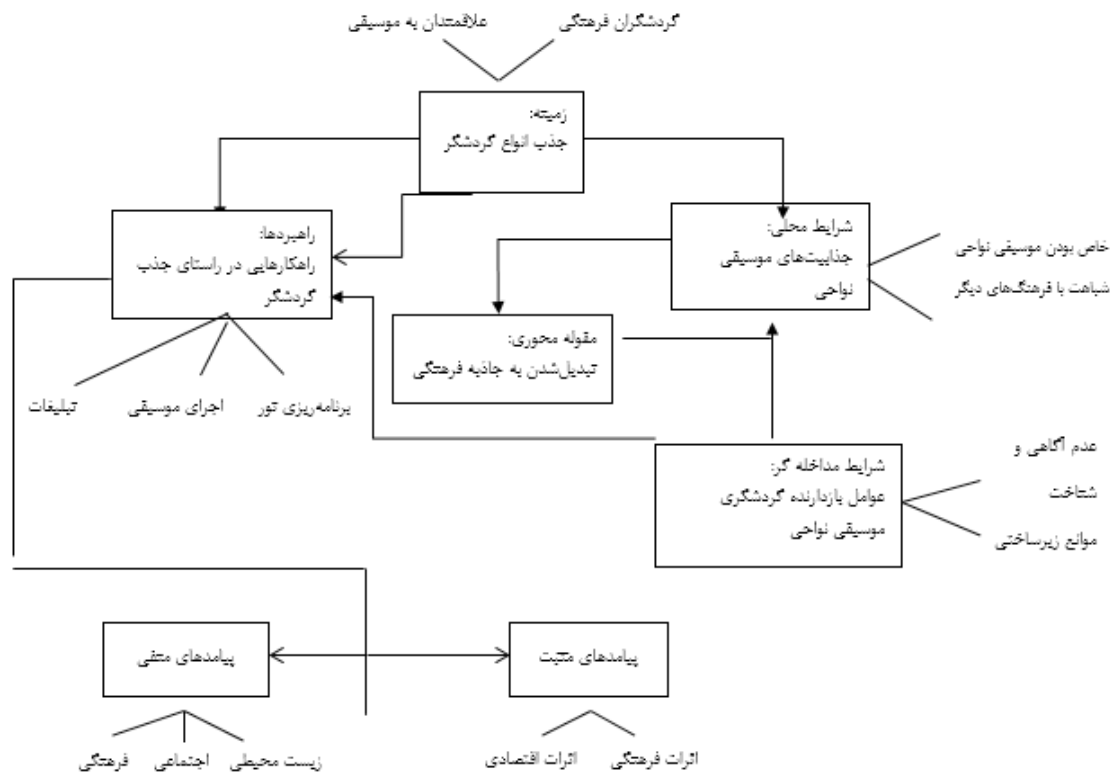 گردشگران فرهنگی
علاقمندان به موسیقی
زمینه:
جذب انواع گردشگر
شرایط محلی:
جذابیت‌های موسیقی
نواحی
خاص بودن موسیقی نواحی
شباهت با فرهنگ‌های دیگر
راهبردها:
راهکارهایی در راستای جذب
گردشگر
مقوله محوری:
تبدیل‌شدن به جاذبه فرهنگی
برنامه‌ریزی تور
اجرای موسیقی
تبلیغات
شرایط مداخله گر:
عوامل بازدارنده گردشگری
موسیقی نواحی
عدم آگاهی و
شناخت
موانع زیرساختی
پیامدهای مثبت
پیامدهای منفی
اثرات فرهنگی
اثرات اقتصادی
زیست محیطی
اجتماعی
فرهنگی